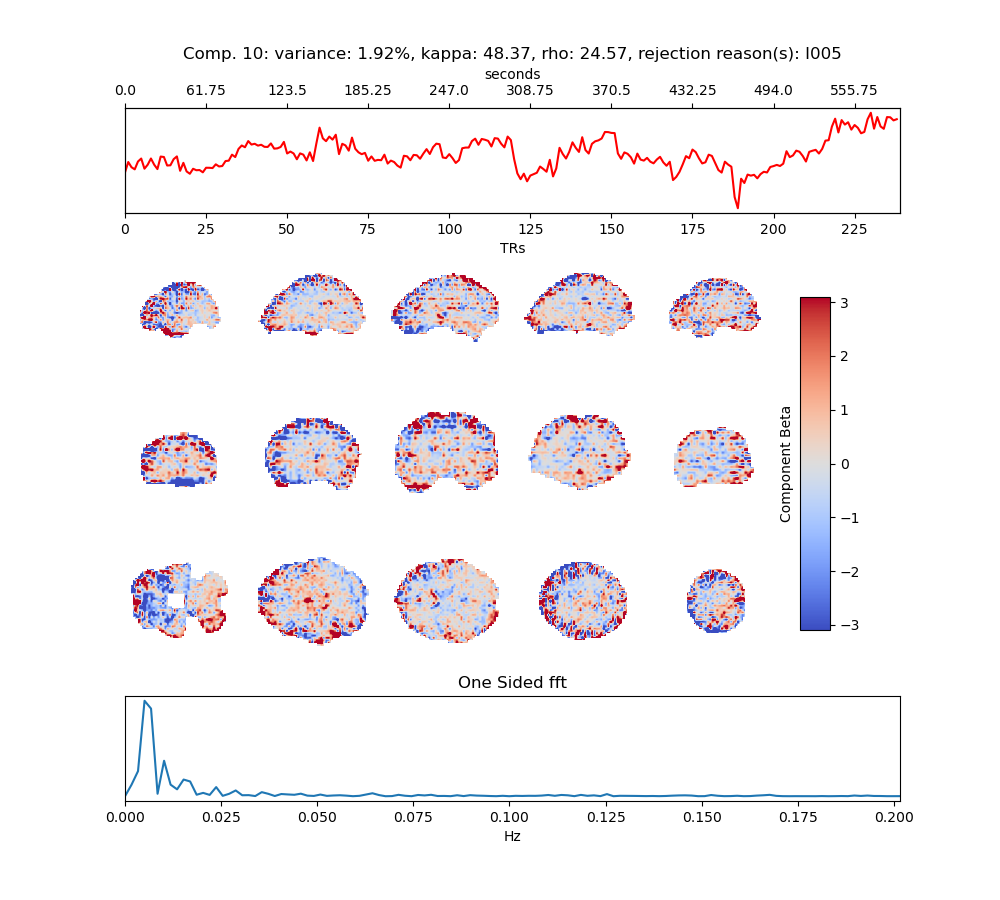 Comp. 10: variance: 1.92%, kappa: 48.37, rho: 24.57, rejection reason(s): I005
seconds
0.0 61.75 123.5 185.25 247.0 308.75 370.5 432.25 494.0 555.75
0 25 50 75 100 125 150 175 200 225
TRs
3
2
1
0
−1
−2
−3
Component Beta
One Sided fft
0.000 0.025 0.050 0.075 0.100 0.125 0.150 0.175 0.200
Hz